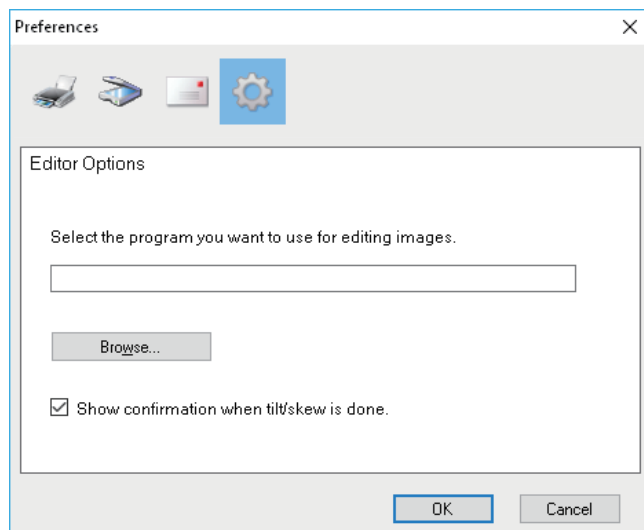 Preferences
Editor Options
Select the program you want to use for editing images.
Browse...
Show confirmation when tilt/skew is done.
OK
Cancel